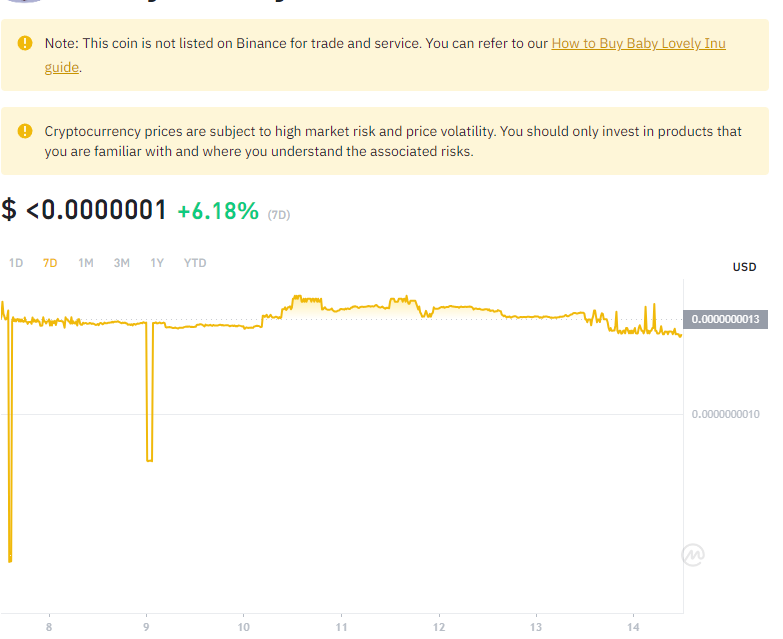 Note: This coin is not listed on Binance for trade and service. You can refer to our How to Buy Baby Lovely Inu
guide.
Cryptocurrency prices are subject to high market risk and price volatility. You should only invest in products that
you are familiar with and where you understand the associated risks.
$ <0.0000001 +6.18% (7D)
1D 7D 1M 3M 1Y YTD
USD
0.0000000013
0.0000000010
8 9 10 11 12 13 14